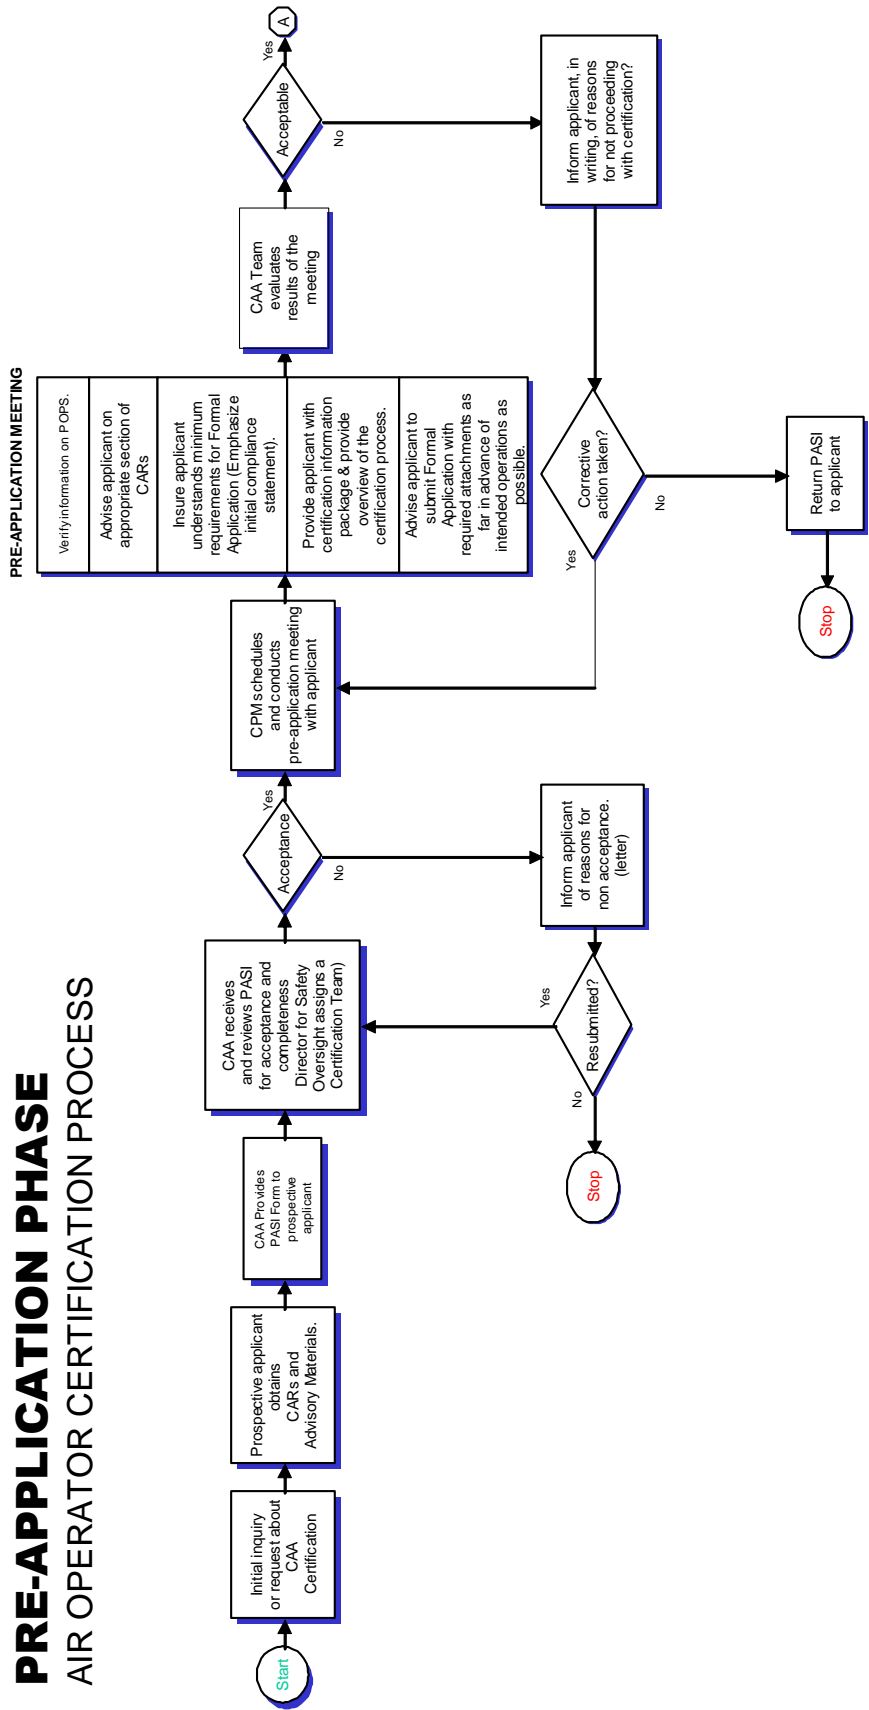 PRE-APPLICATION PHASE
AIR OPERATOR CERTIFICATION PROCESS
Start
Initial inquiry
or request about
CAA
Certification
Prospective applicant
obtains
CARs and
Advisory Materials.
CAA Provides
PASI Form to
prospective
applicant
CAA receives
and reviews PASI
for acceptance and
completeness
Director for Safety
Oversight assigns a
Certification Team)
Acceptance
Yes
No
Inform applicant
of reasons for
non acceptance.
(letter)
Resubmitted?
Yes
No
Stop
CPM schedules
and conducts
pre-application meeting
with applicant
PRE-APPLICATION MEETING
Verify information on POPS.
Advise applicant on
appropriate section of
CARs
Insure applicant
understands minimum
requirements for Formal
Application (Emphasize
initial compliance
statement).
Provide applicant with
certification information
package & provide
overview of the
certification process.
Advise applicant to
submit Formal
Application with
required attachments as
far in advance of
intended operations as
possible.
CAA Team
evaluates
results of the
meeting
Acceptable
Yes
A
No
Inform applicant, in
writing, of reasons
for not proceeding
with certification?
Corrective
action taken?
Yes
No
Return PASI
to applicant
Stop